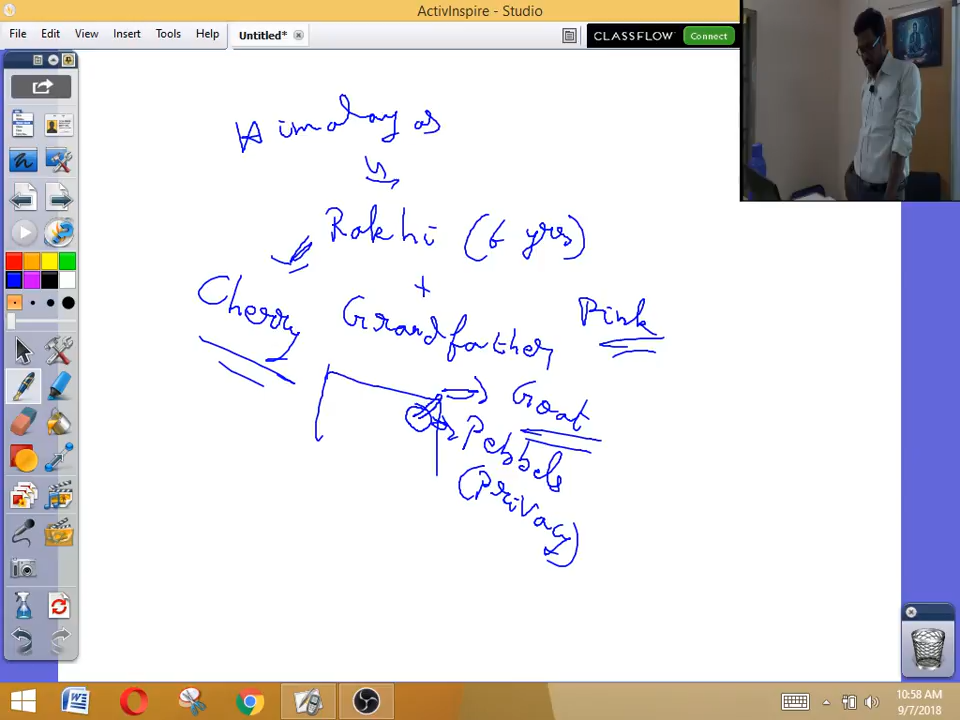 ActivInspire - Studio
File Edit View Insert Tools Help Untitled* CLASSFLOW Connect
Himalayas
Rakhi (6 yrs)
+
Cherry Grandfather, Pink
Goat
Pebbels
(Privacy)
10:58 AM
9/7/2018